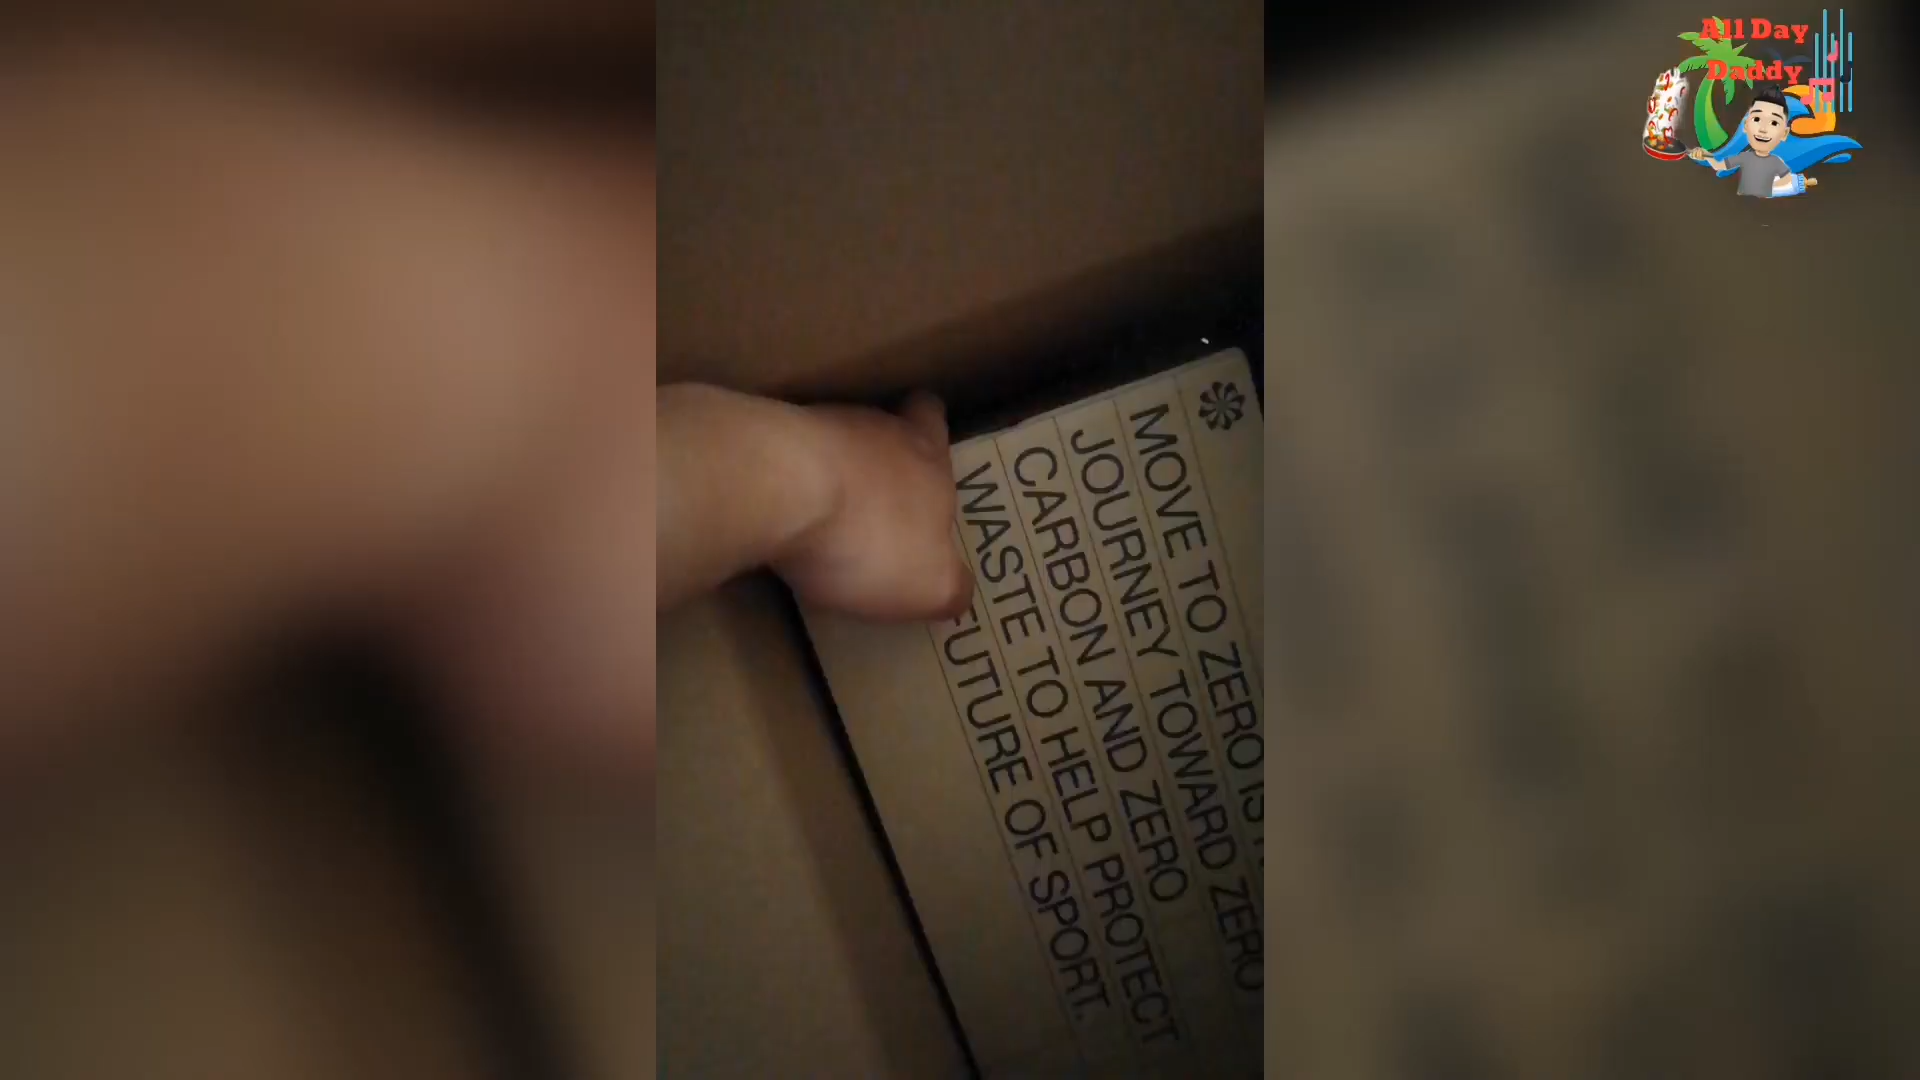 All Day
Daddy
MOVE TO ZERO IS
JOURNEY TOWARD ZERO
CARBON AND ZERO
WASTE TO HELP PROTECT
FUTURE OF SPORT.